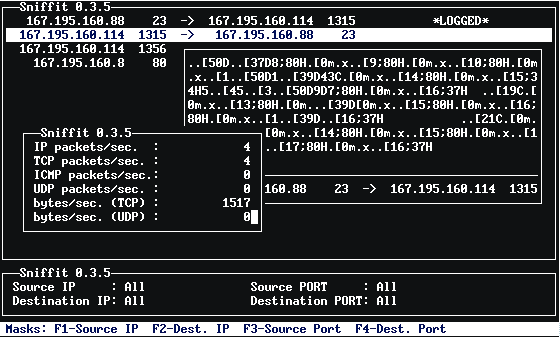 Sniffit 0.3.5
167.195.160.88 23 -> 167.195.160.114 1315 *LOGGED*
167.195.160.114 1315 -> 167.195.160.88 23
167.195.160.114 1356
167.195.160.8 80
..[50D..[37D8;80H.[0m.x..[9;80H.[0m.x..[10;80H.[0m
.x..[1..[50D1..[39D43C.[0m.x..[14;80H.[0m.x..[15;3
4H5..[45..[3...[50D9D7;80H.[0m.x..[16;37H ..[19C.[
0m.x..[13;80H.[0m...[39D[0m.x..[15;80H.[0m.x..[16;
80H.[0m.x..[1..[39D..[16;37H ..[21C.[0m.
[0m.x..[14;80H.[0m.x..[15;80H.[0m.x..[1
..[17;80H.[0m.x..[16;37H
Sniffit 0.3.5
IP packets/sec. : 4
TCP packets/sec. : 4
ICMP packets/sec. : 0
UDP packets/sec. : 0
bytes/sec. (TCP) : 1517
bytes/sec. (UDP) : 0
60.88 23 -> 167.195.160.114 1315
Sniffit 0.3.5
Source IP : All Source PORT : All
Destination IP: All Destination PORT: All
Masks: F1-Source IP F2-Dest. IP F3-Source Port F4-Dest. Port